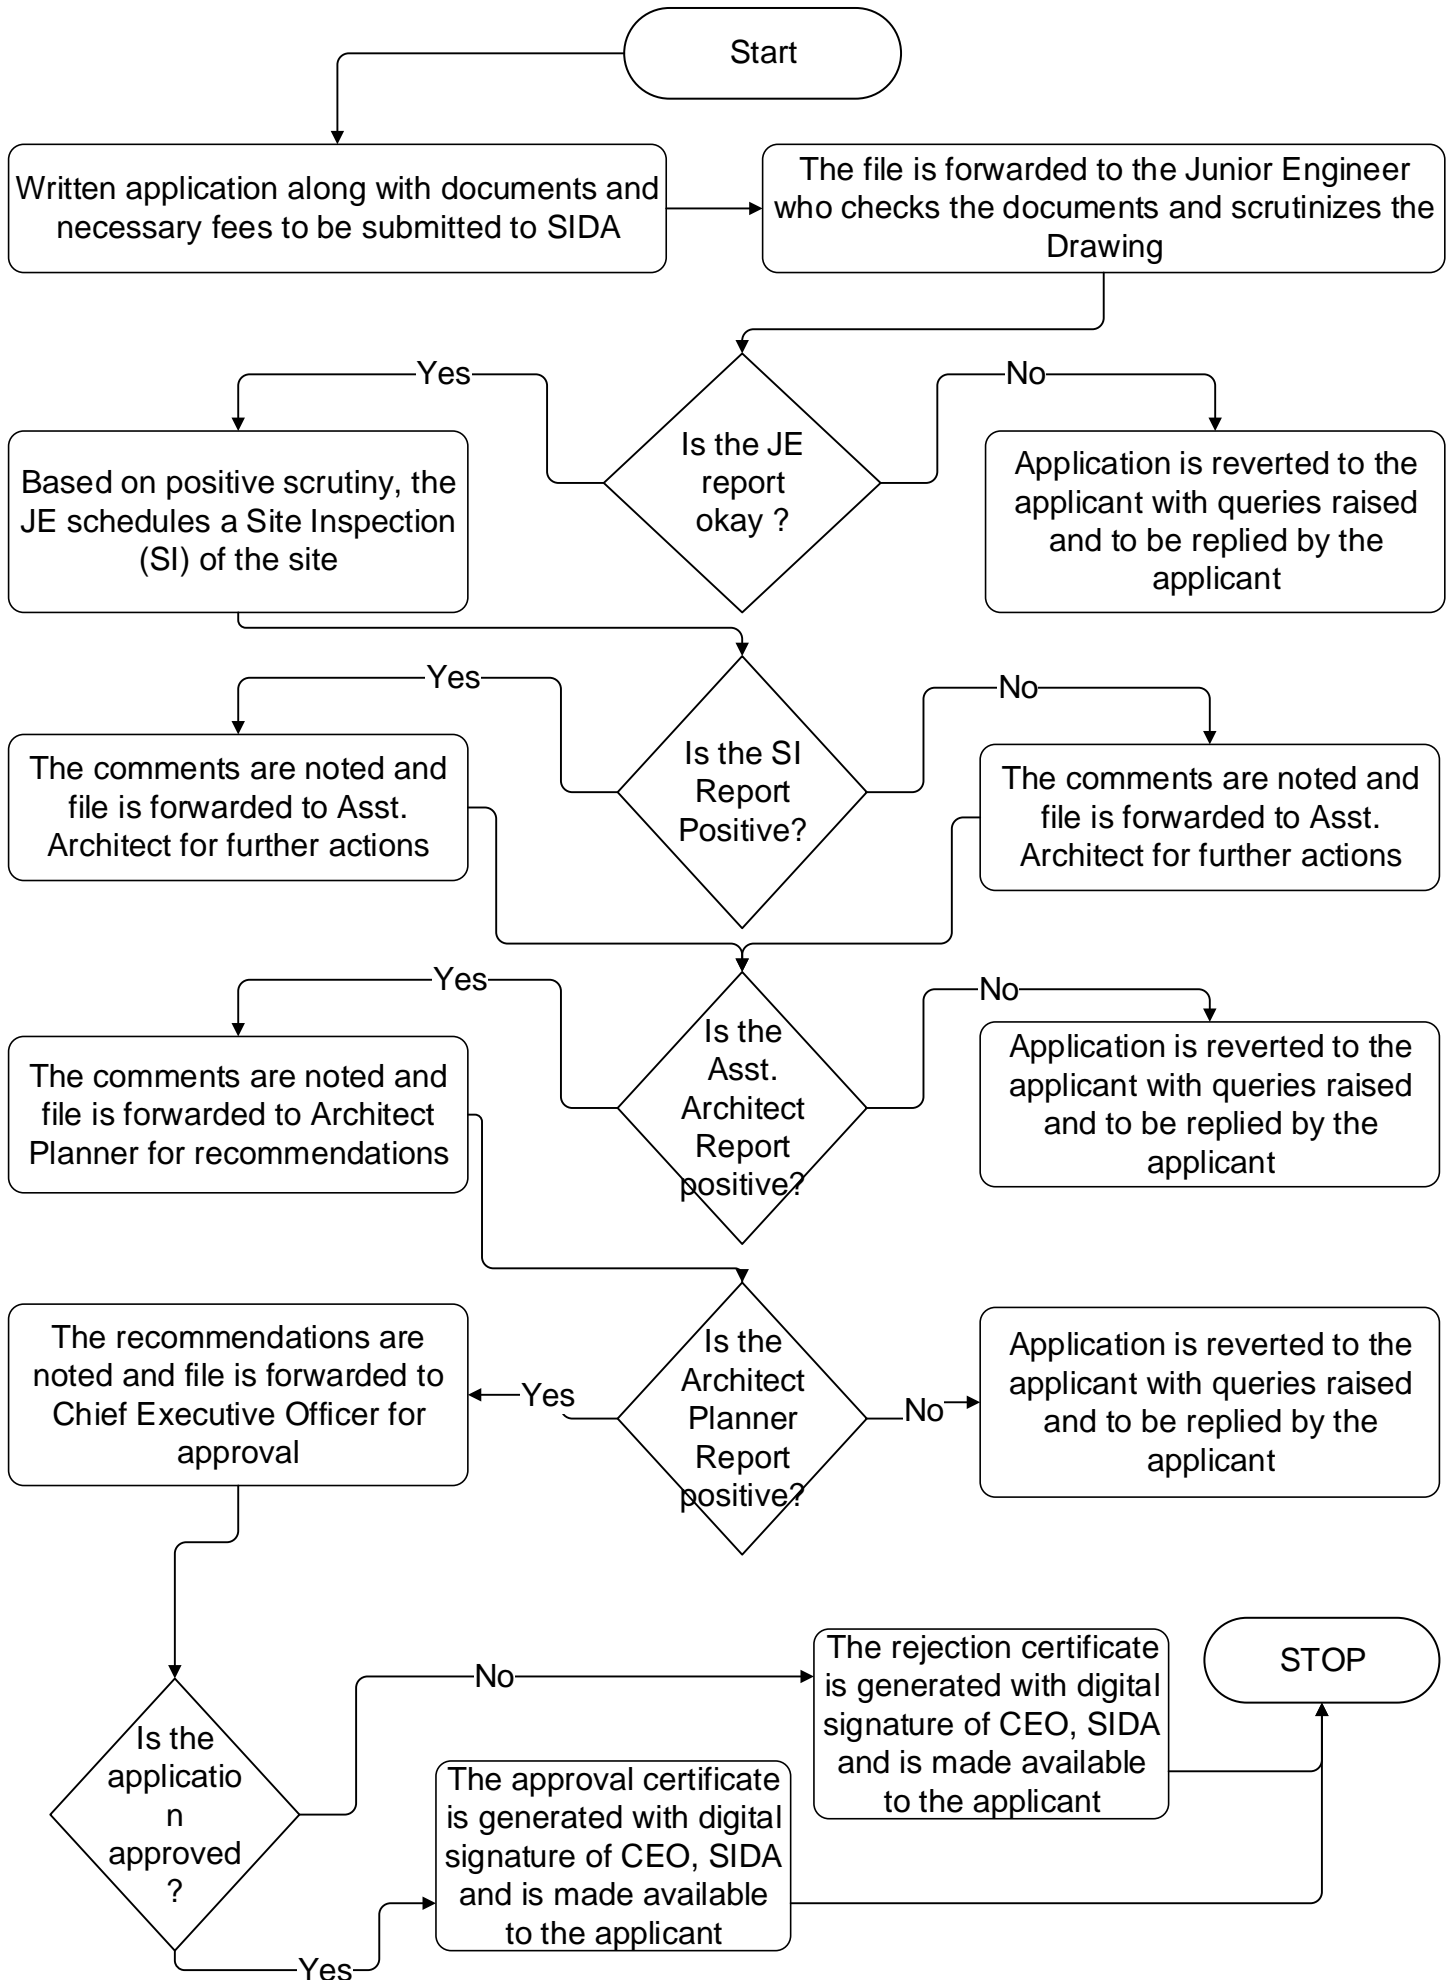 Start
Written application along with documents and
necessary fees to be submitted to SIDA
The file is forwarded to the Junior Engineer
who checks the documents and scrutinizes the
Drawing
Yes
No
Based on positive scrutiny, the
JE schedules a Site Inspection
(SI) of the site
Is the JE
report
okay ?
Application is reverted to the
applicant with queries raised
and to be replied by the
applicant
Yes
No
The comments are noted and
file is forwarded to Asst.
Architect for further actions
Is the SI
Report
Positive?
The comments are noted and
file is forwarded to Asst.
Architect for further actions
Yes
No
The comments are noted and
file is forwarded to Architect
Planner for recommendations
Is the
Asst.
Architect
Report
positive?
Application is reverted to the
applicant with queries raised
and to be replied by the
applicant
The recommendations are
noted and file is forwarded to
Chief Executive Officer for
approval
Yes
Is the
Architect
Planner
Report
positive?
No
Application is reverted to the
applicant with queries raised
and to be replied by the
applicant
No
The rejection certificate
is generated with digital
signature of CEO, SIDA
and is made available
to the applicant
STOP
Is the
applicatio
n
approved
?
The approval certificate
is generated with digital
signature of CEO, SIDA
and is made available
to the applicant
Yes